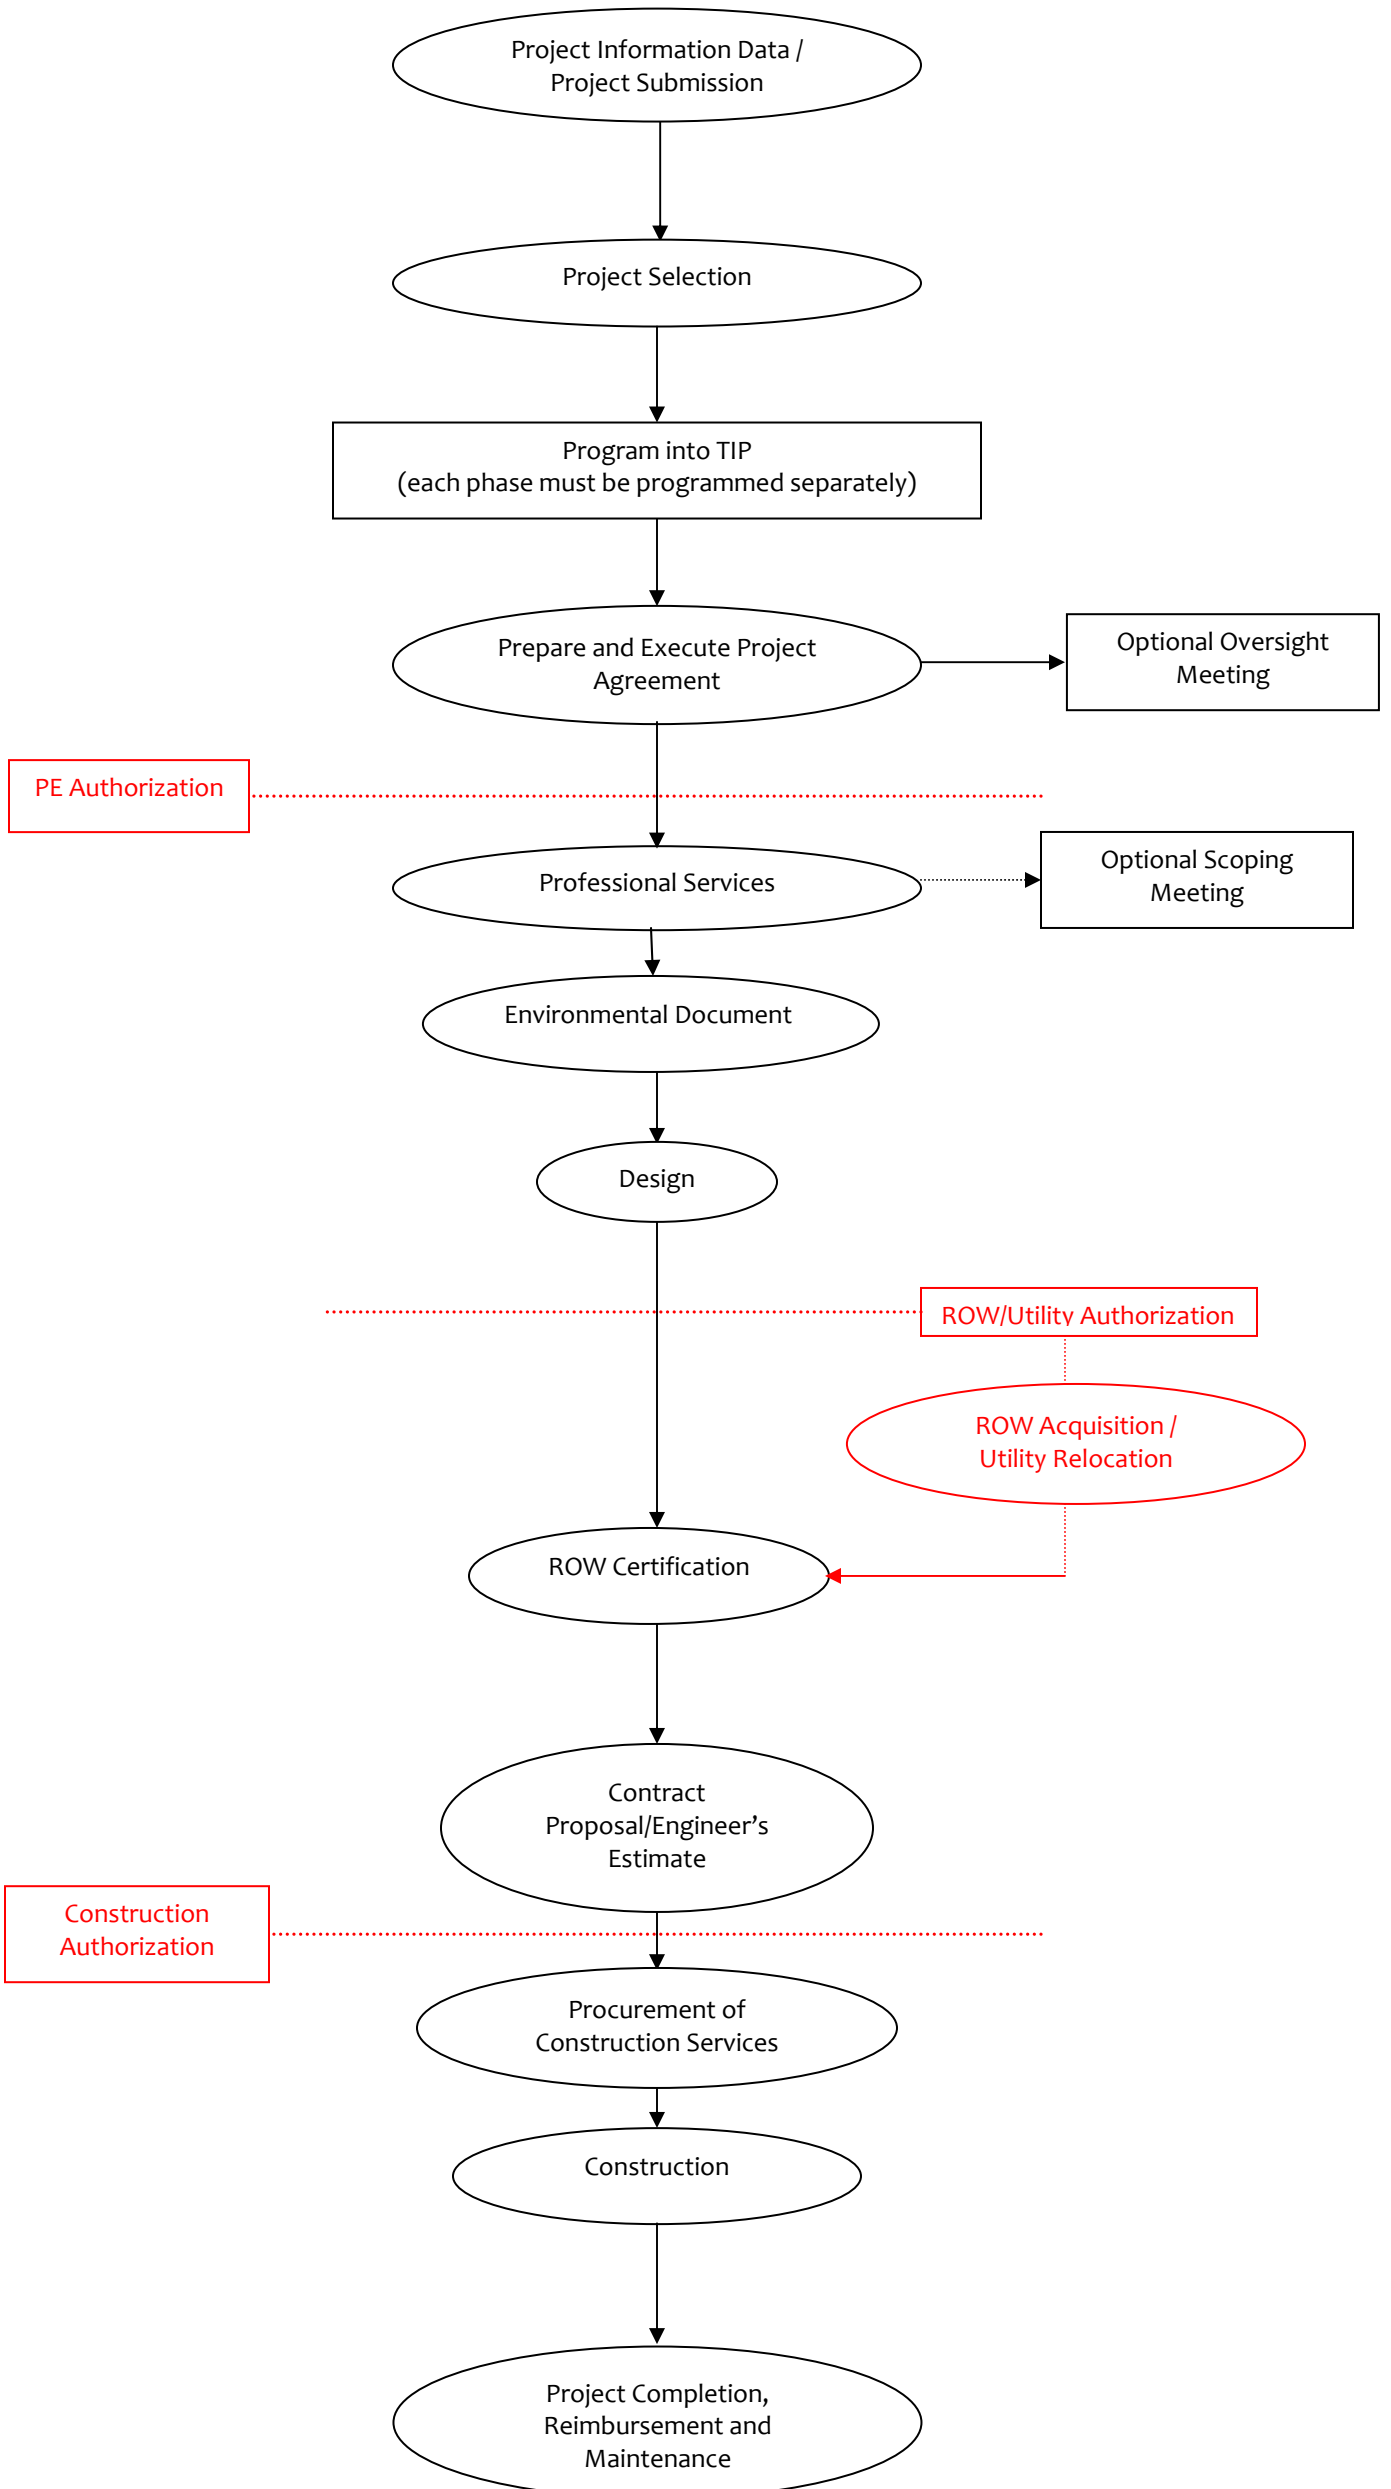 Project Information Data /
Project Submission
Project Selection
Program into TIP
(each phase must be programmed separately)
Prepare and Execute Project
Agreement
Optional Oversight
Meeting
PE Authorization
Professional Services
Optional Scoping
Meeting
Environmental Document
Design
ROW/Utility Authorization
ROW Acquisition /
Utility Relocation
ROW Certification
Contract
Proposal/Engineer’s
Estimate
Construction
Authorization
Procurement of
Construction Services
Construction
Project Completion,
Reimbursement and
Maintenance